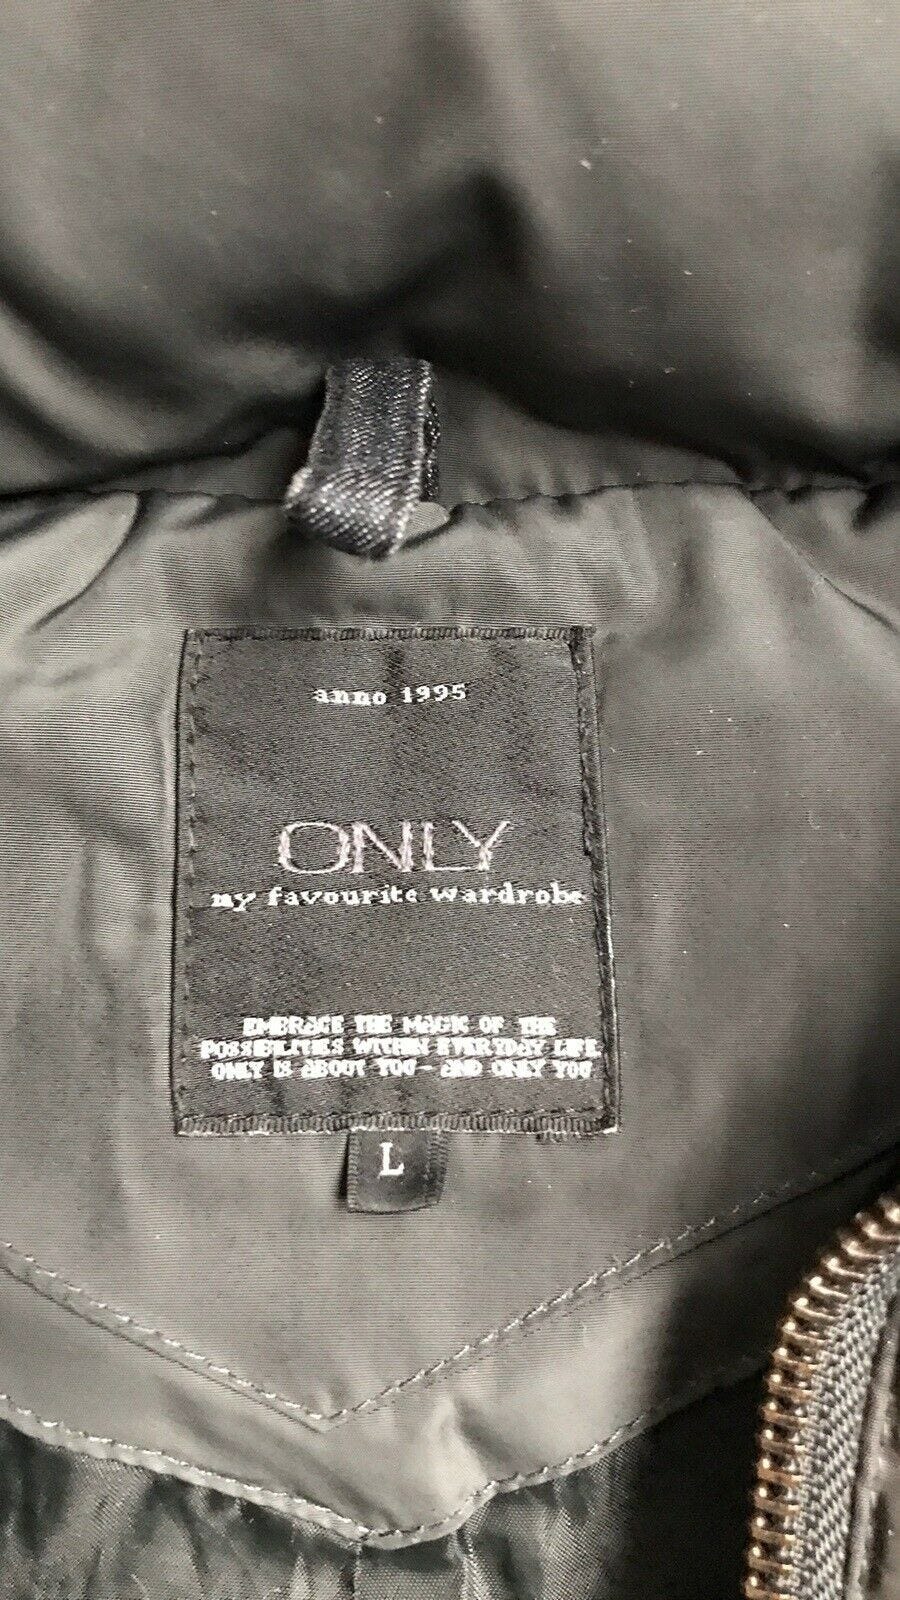 anno 1995
ONLY
my favourite wardrobe
EMBRACE THE MAGIC OF THE
POSSIBILITIES WITHIN EVERYDAY LIFE.
ONLY IS ABOUT YOU - AND ONLY YOU
L